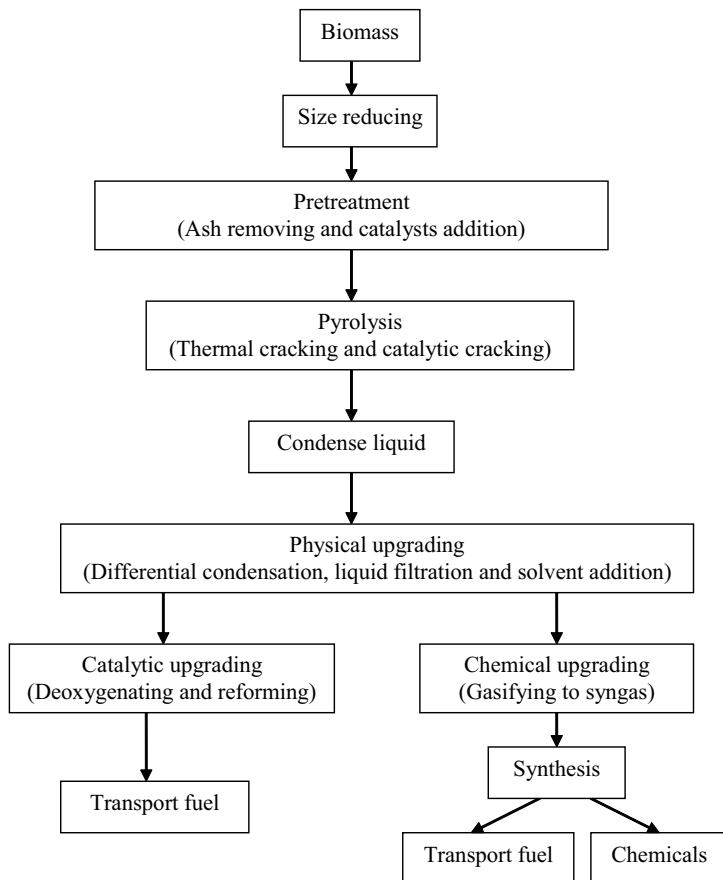 Biomass
Size reducing
Pretreatment
(Ash removing and catalysts addition)
Pyrolysis
(Thermal cracking and catalytic cracking)
Condense liquid
Physical upgrading
(Differential condensation, liquid filtration and solvent addition)
Catalytic upgrading
(Deoxygenating and reforming)
Chemical upgrading
(Gasifying to syngas)
Transport fuel
Synthesis
Transport fuel
Chemicals